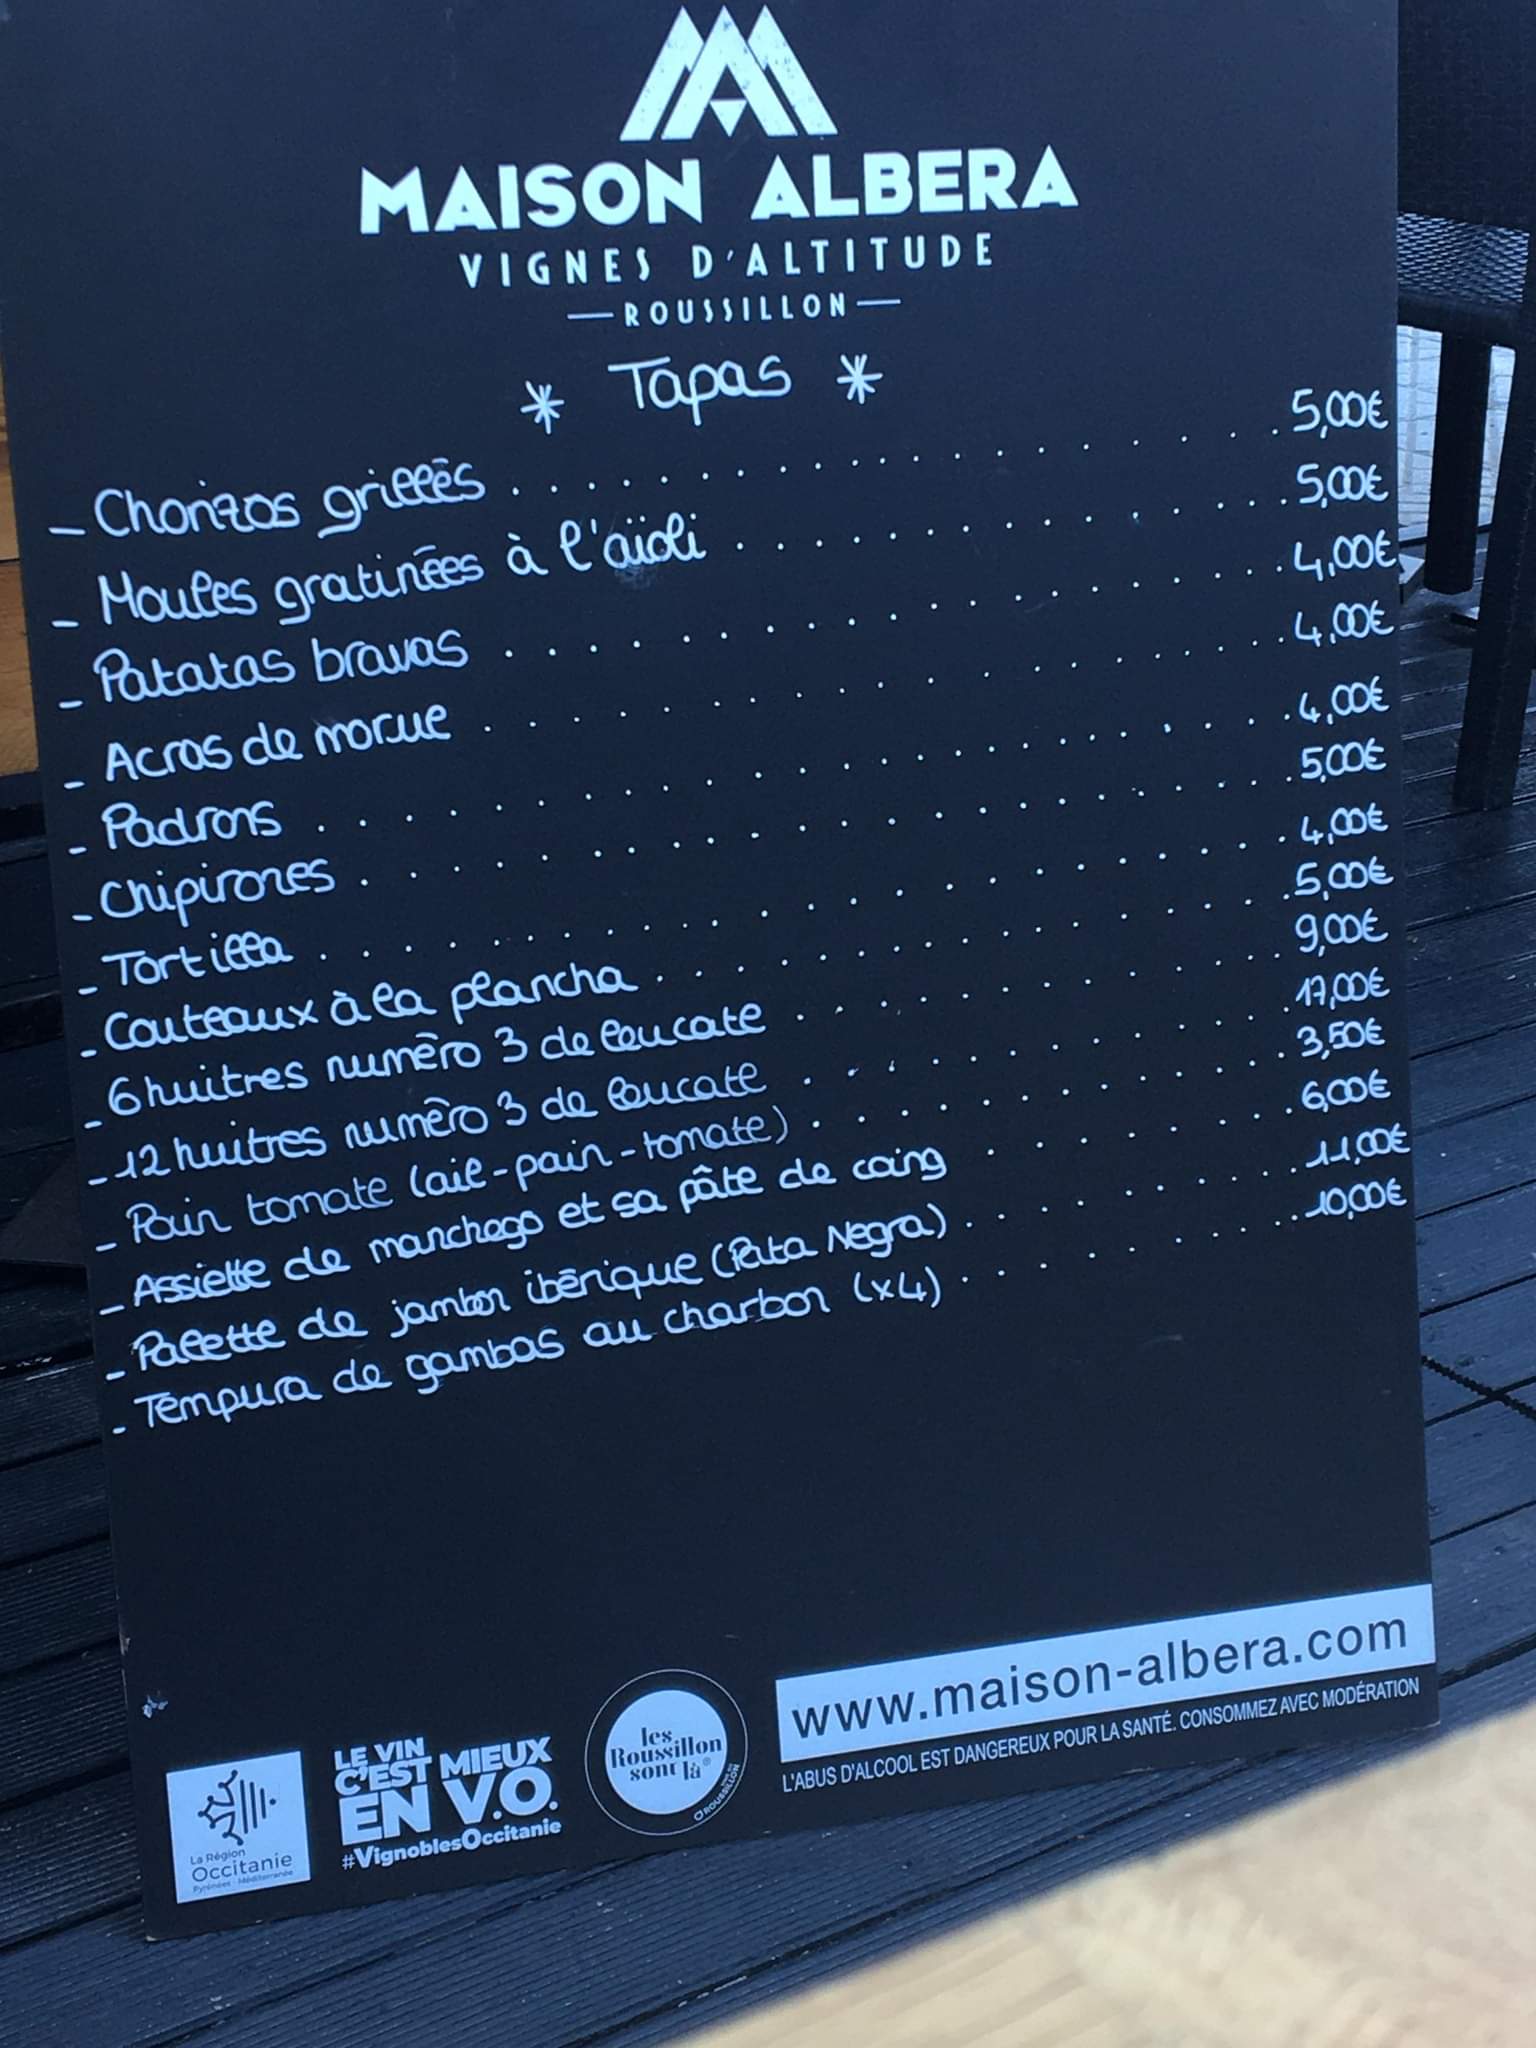 MAISON ALBERA
VIGNES D'ALTITUDE
ROUSSILLON
* Tapas *
- Chorizos grillés . . . . . . . . . . . . . . . . . . . . 5,00€
- Moules gratinées à l'aïoli . . . . . . . . . . . . . . 5,00€
- Patatas bravas . . . . . . . . . . . . . . . . . . . . 4,00€
- Acras de morue . . . . . . . . . . . . . . . . . . . . 4,00€
- Padrons . . . . . . . . . . . . . . . . . . . . . . . 4,00€
- Chipirones . . . . . . . . . . . . . . . . . . . . . . 5,00€
- Tortilla . . . . . . . . . . . . . . . . . . . . . . . 4,00€
- Couteaux à la plancha . . . . . . . . . . . . . . . . 5,00€
- 6 huitres numéro 3 de leucate . . . . . . . . . . . . 9,00€
- 12 huitres numéro 3 de leucate . . . . . . . . . . . . 17,00€
- Pain tomate (ail-pain-tomate) . . . . . . . . . . . . 3,50€
- Assiette de manchego et sa pâte de coing . . . . . . . 6,00€
- Palette de jambon ibérique (Pata Negra) . . . . . . . 11,00€
- Tempura de gambas au charbon (x4) . . . . . . . . . . 10,00€
www.maison-albera.com
L'ABUS D'ALCOOL EST DANGEREUX POUR LA SANTÉ. CONSOMMEZ AVEC MODÉRATION
La Région
Occitanie
Pyrénées - Méditerranée
LE VIN
C'EST MIEUX
EN V.O.
#VignoblesOccitanie
les
Roussillon
sont là®
ROUSSILLON